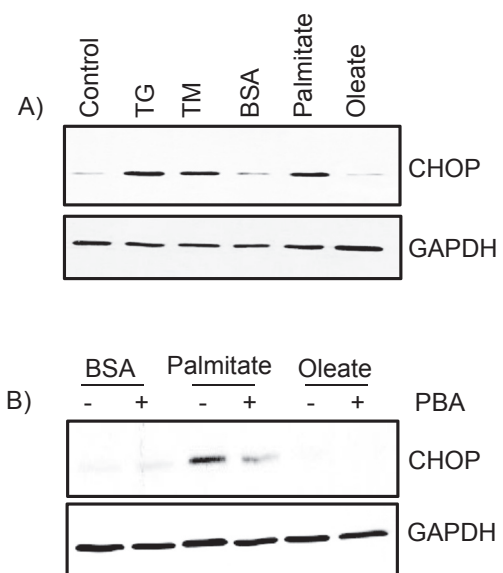 A)
Control TG TM BSA Palmitate Oleate
CHOP
GAPDH
BSA Palmitate Oleate
B) - + - + - + PBA
CHOP
GAPDH